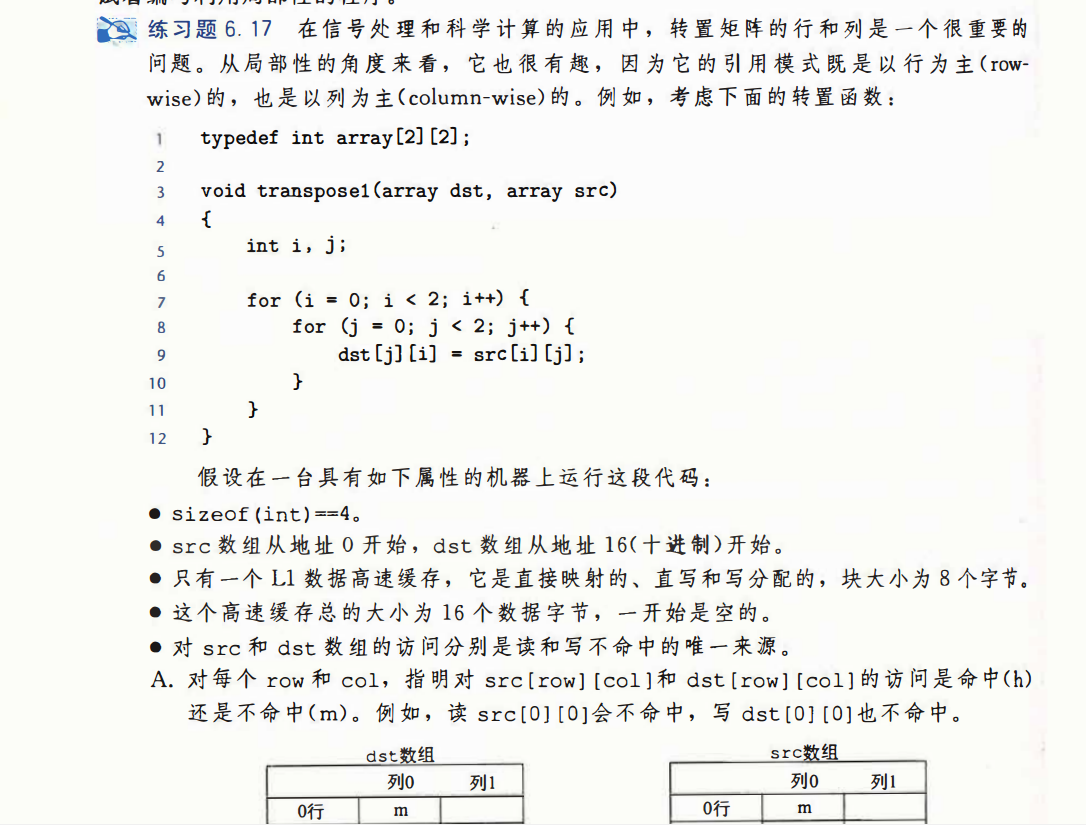 练习题 6.17 在信号处理和科学计算的应用中，转置矩阵的行和列是一个很重要的
问题。从局部性的角度来看，它也很有趣，因为它的引用模式既是以行为主(row-
wise)的，也是以列为主(column-wise)的。例如，考虑下面的转置函数：
1 typedef int array[2][2];
2
3 void transpose1(array dst, array src)
4 {
5 int i, j;
6
7 for (i = 0; i < 2; i++) {
8 for (j = 0; j < 2; j++) {
9 dst[j][i] = src[i][j];
10 }
11 }
12 }
假设在一台具有如下属性的机器上运行这段代码：
● sizeof(int)==4。
● src 数组从地址 0 开始，dst 数组从地址 16(十进制)开始。
● 只有一个 L1 数据高速缓存，它是直接映射的、直写和写分配的，块大小为 8 个字节。
● 这个高速缓存总的大小为 16 个数据字节，一开始是空的。
● 对 src 和 dst 数组的访问分别是读和写不命中的唯一来源。
A. 对每个 row 和 col，指明对 src[row][col]和 dst[row][col]的访问是命中(h)
还是不命中(m)。例如，读 src[0][0]会不命中，写 dst[0][0]也不命中。
dst数组
列0 列1
0行 m
src数组
列0 列1
0行 m